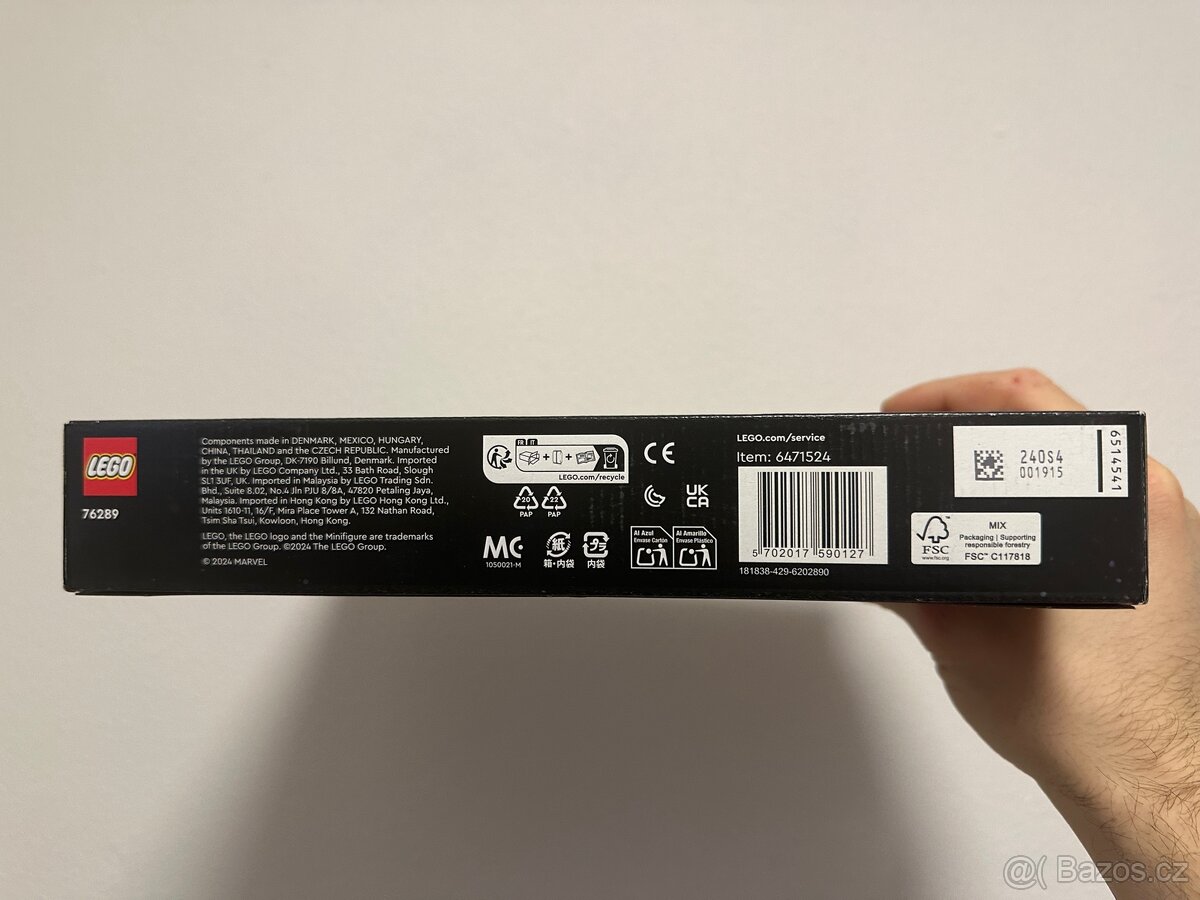 LEGO
76289
Components made in DENMARK, MEXICO, HUNGARY,
CHINA, THAILAND and the CZECH REPUBLIC. Manufactured
by the LEGO Group, DK-7190 Billund, Denmark. Imported
in the UK by LEGO Company Ltd., 33 Bath Road, Slough
SL1 3UF, UK. Imported in Malaysia by LEGO Trading Sdn.
Bhd., Suite 8.02, No.4 Jln PJU 8/8A, 47820 Petaling Jaya,
Malaysia. Imported in Hong Kong by LEGO Hong Kong Ltd.,
Units 1610-11, 16/F, Mira Place Tower A, 132 Nathan Road,
Tsim Sha Tsui, Kowloon, Hong Kong.
LEGO, the LEGO logo and the Minifigure are trademarks
of the LEGO Group. ©2024 The LEGO Group.
© 2024 MARVEL
FR IT
LEGO.com/recycle
20 22
PAP PAP
MC
1050021-M
紙
箱・内袋
プラ
内袋
CE
UK
CA
Al Azul
Envase Cartón
Al Amarillo
Envase Plástico
LEGO.com/service
Item: 6471524
5 702017 590127
181838-429-6202890
240S4
001915
6514541
FSC
www.fsc.org
MIX
Packaging | Supporting
responsible forestry
FSC™ C117818
@( Bazos.cz